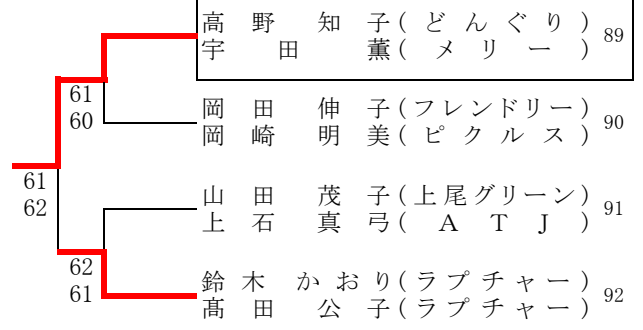 高野 知子(どんぐり) 89
宇田 薫(メリー)
61
60
岡田 伸子(フレンドリー) 90
岡崎 明美(ピクルス)
61
62
山田 茂子(上尾グリーン) 91
上石 真弓(ATJ)
62
61
鈴木 かおり(ラプチャー) 92
髙田 公子(ラプチャー)